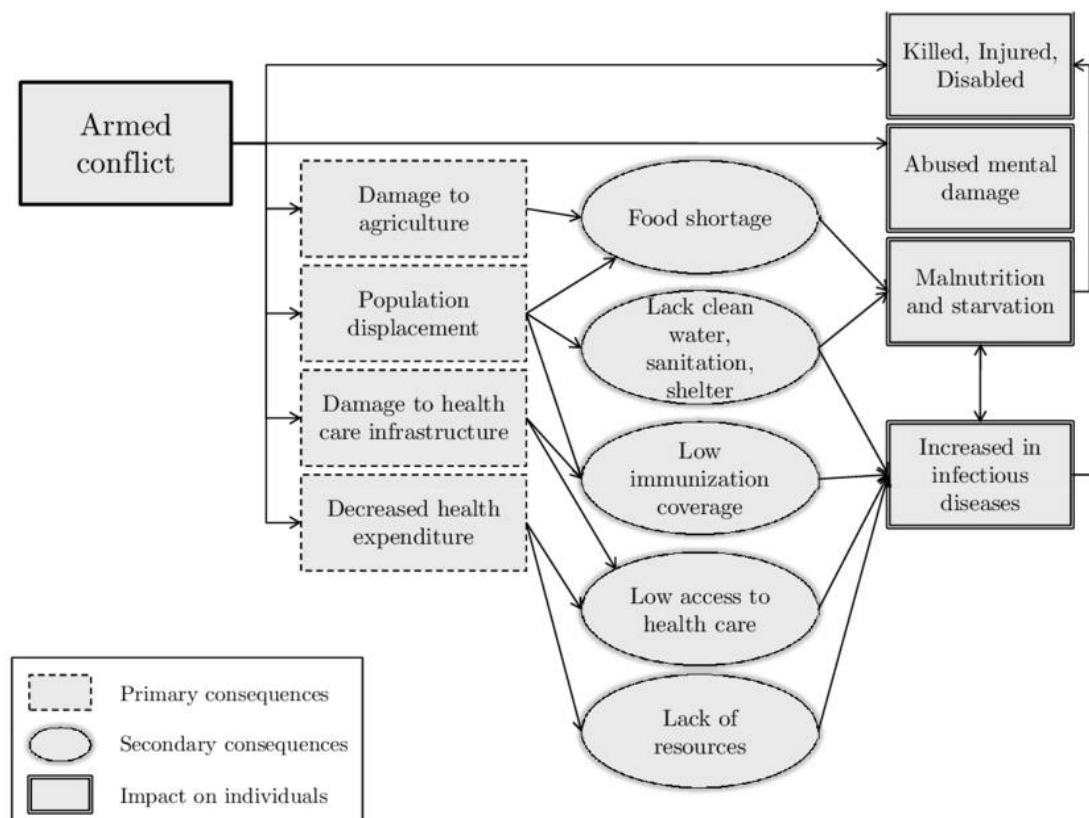 Killed, Injured,
Disabled
Armed
conflict
Abused mental
damage
Damage to
agriculture
Food shortage
Population
displacement
Lack clean
water,
sanitation,
shelter
Malnutrition
and starvation
Damage to health
care infrastructure
Low
immunization
coverage
Increased in
infectious
diseases
Decreased health
expenditure
Low access to
health care
Lack of
resources
Primary consequences
Secondary consequences
Impact on individuals